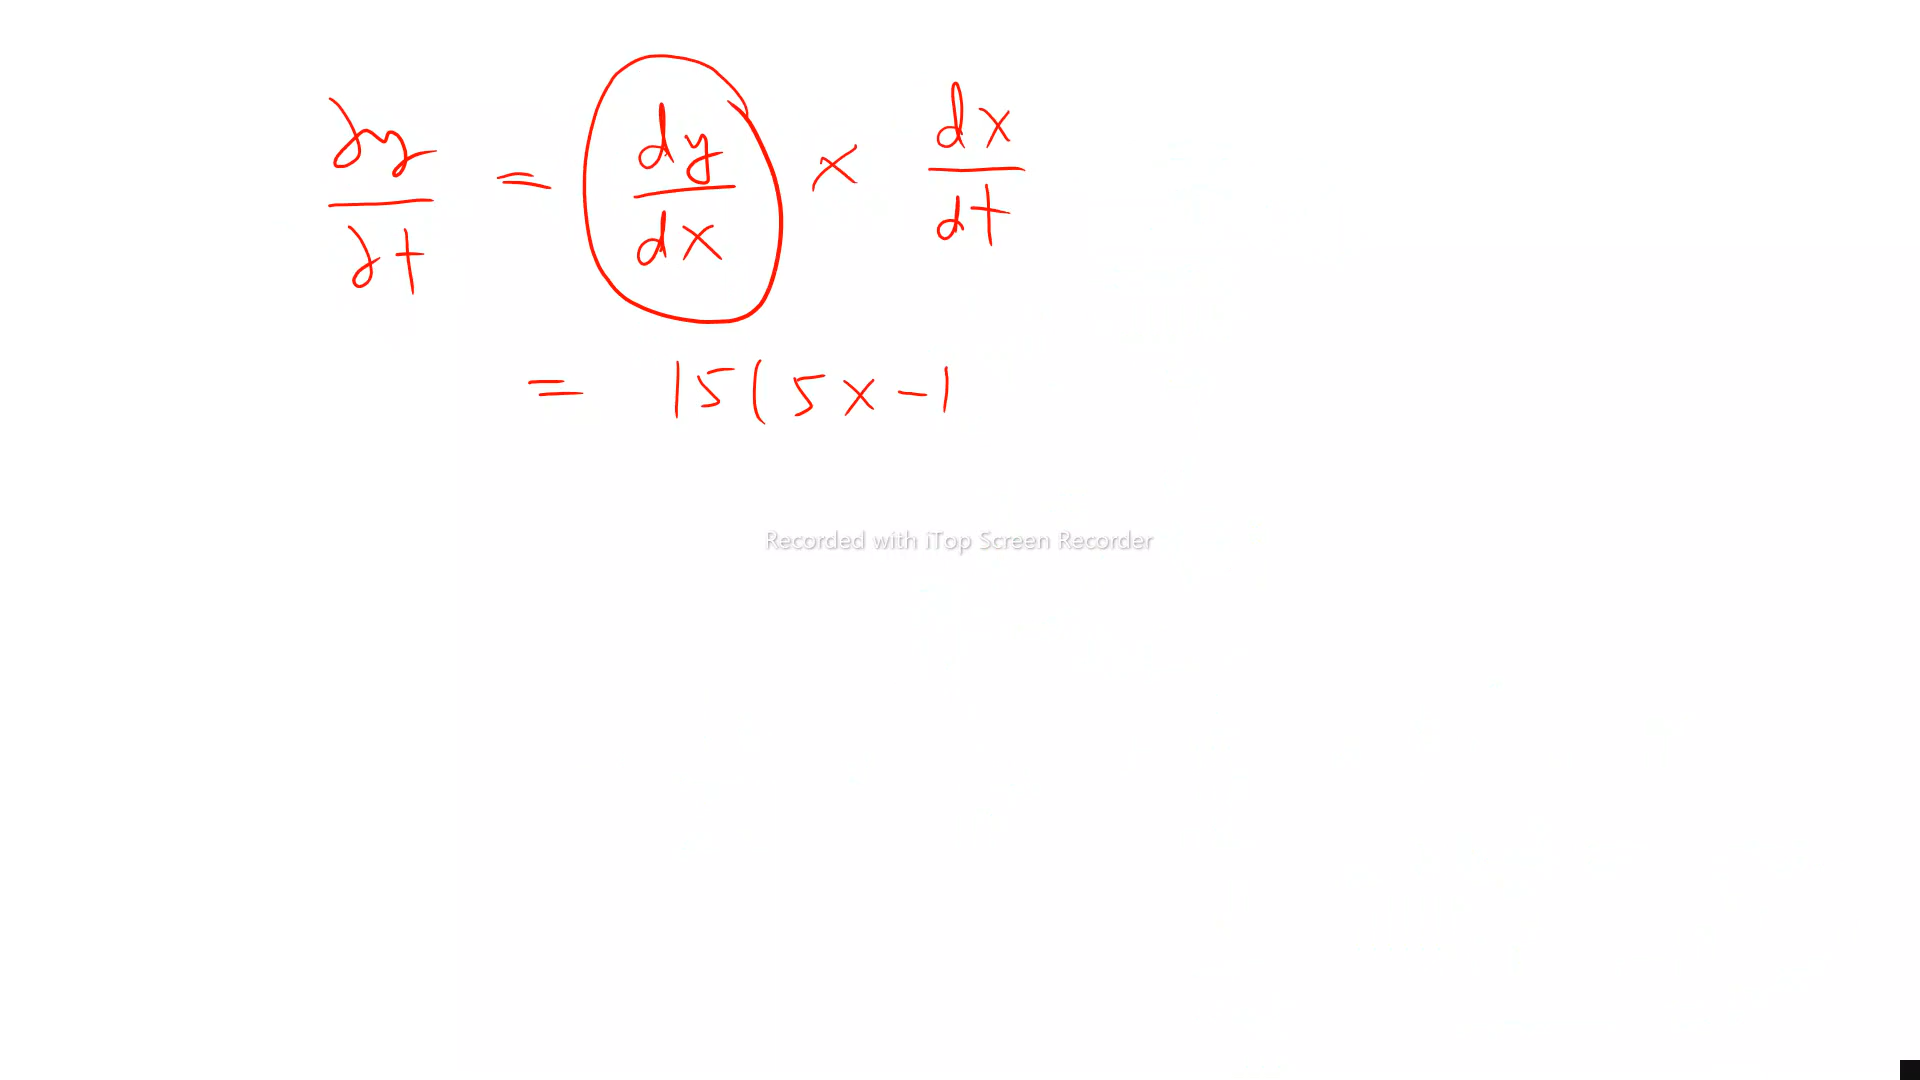 dy/dt = dy/dx × dx/dt
= 15(5x-1
Recorded with iTop Screen Recorder